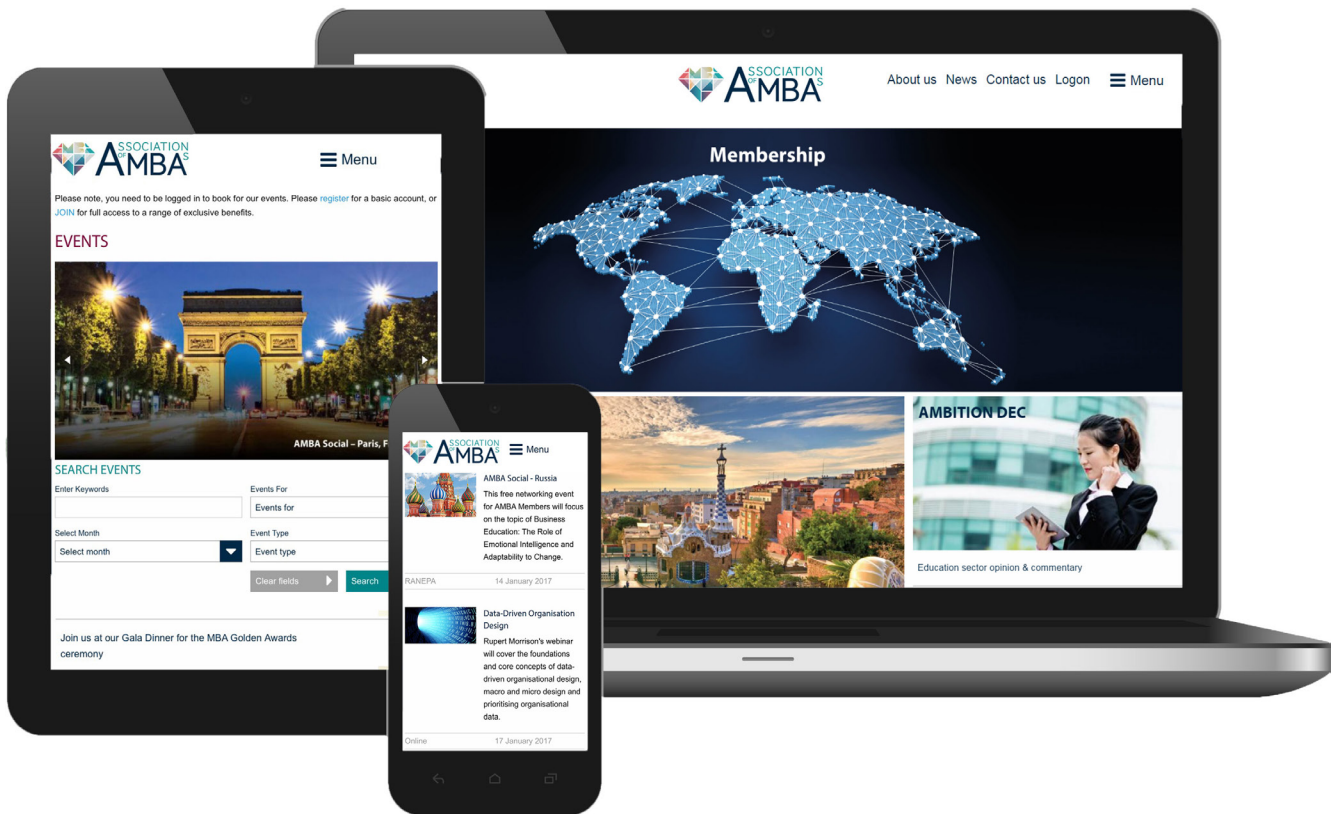 ASSOCIATION
OF AMBAS
About us News Contact us Logon Menu
Membership
AMBITION DEC
Education sector opinion & commentary
ASSOCIATION
OF AMBAS
Menu
Please note, you need to be logged in to book for our events. Please register for a basic account, or
JOIN for full access to a range of exclusive benefits.
EVENTS
AMBA Social – Paris, F
SEARCH EVENTS
Enter Keywords Events For
Events for
Select Month Event Type
Select month Event type
Clear fields Search
Join us at our Gala Dinner for the MBA Golden Awards
ceremony
ASSOCIATION
OF AMBAS
Menu
AMBA Social - Russia
This free networking event
for AMBA Members will focus
on the topic of Business
Education: The Role of
Emotional Intelligence and
Adaptability to Change.
RANEPA 14 January 2017
Data-Driven Organisation
Design
Rupert Morrison's webinar
will cover the foundations
and core concepts of data-
driven organisational design,
macro and micro design and
prioritising organisational
data.
Online 17 January 2017